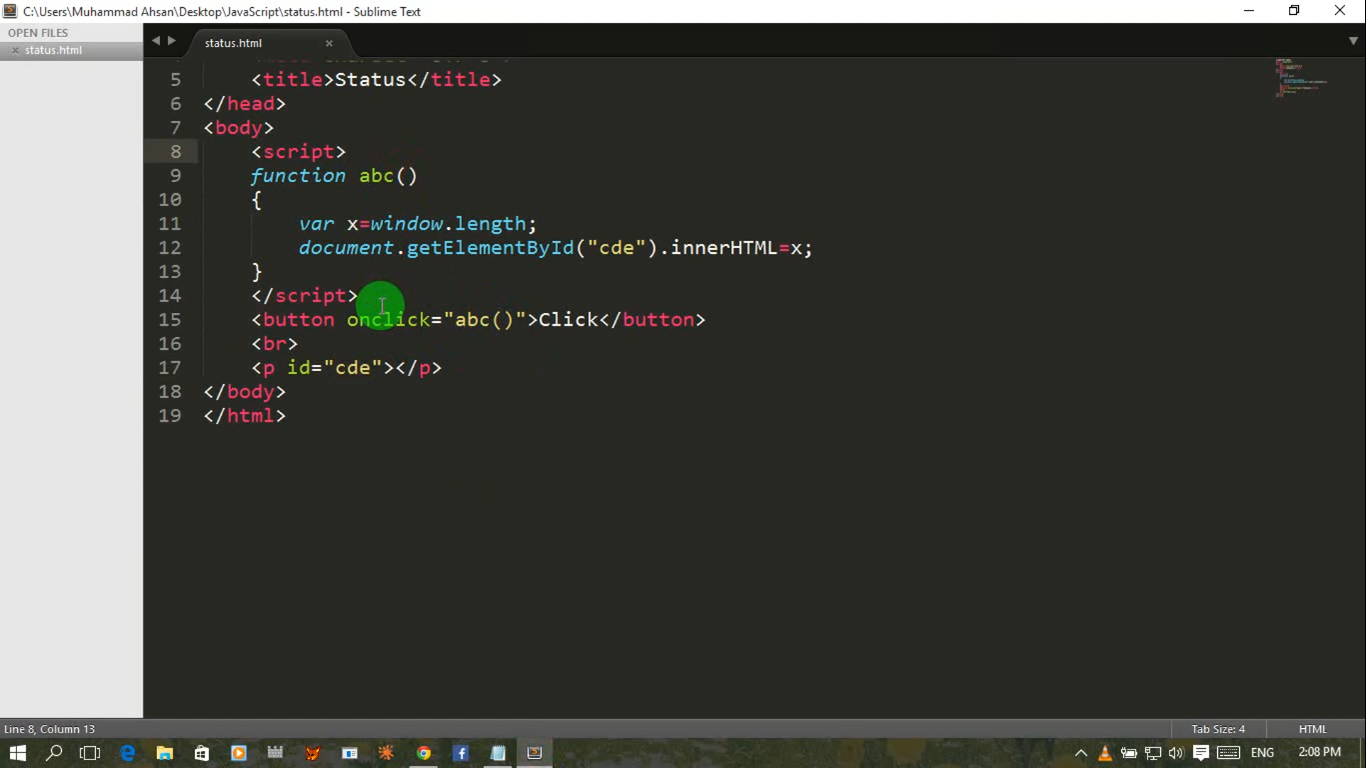 C:\Users\Muhammad Ahsan\Desktop\JavaScript\status.html - Sublime Text
OPEN FILES
× status.html
status.html ×
5 <title>Status</title>
6 </head>
7 <body>
8 <script>
9 function abc()
10 {
11 var x=window.length;
12 document.getElementById("cde").innerHTML=x;
13 }
14 </script>
15 <button onclick="abc()">Click</button>
16 <br>
17 <p id="cde"></p>
18 </body>
19 </html>
Line 8, Column 13
Tab Size: 4
HTML
ENG
2:08 PM